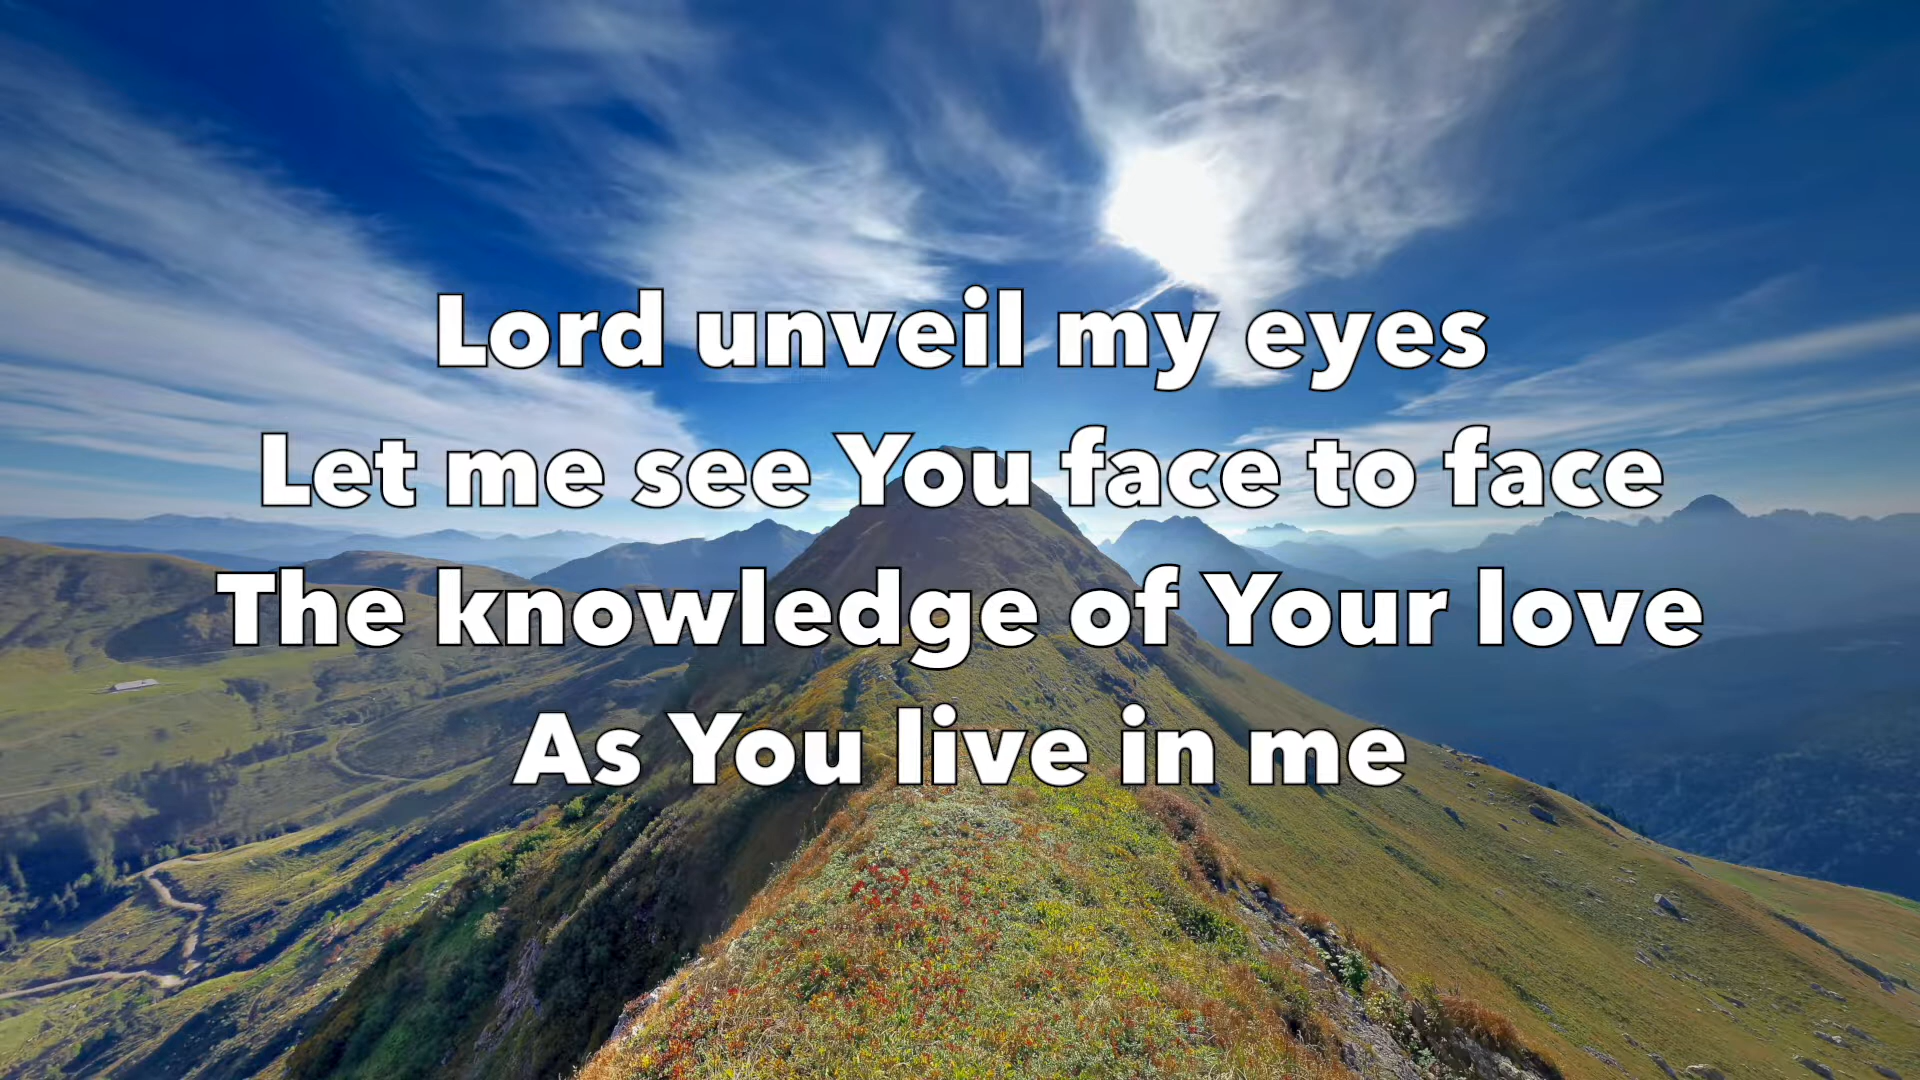 Lord unveil my eyes
Let me see You face to face
The knowledge of Your love
As You live in me